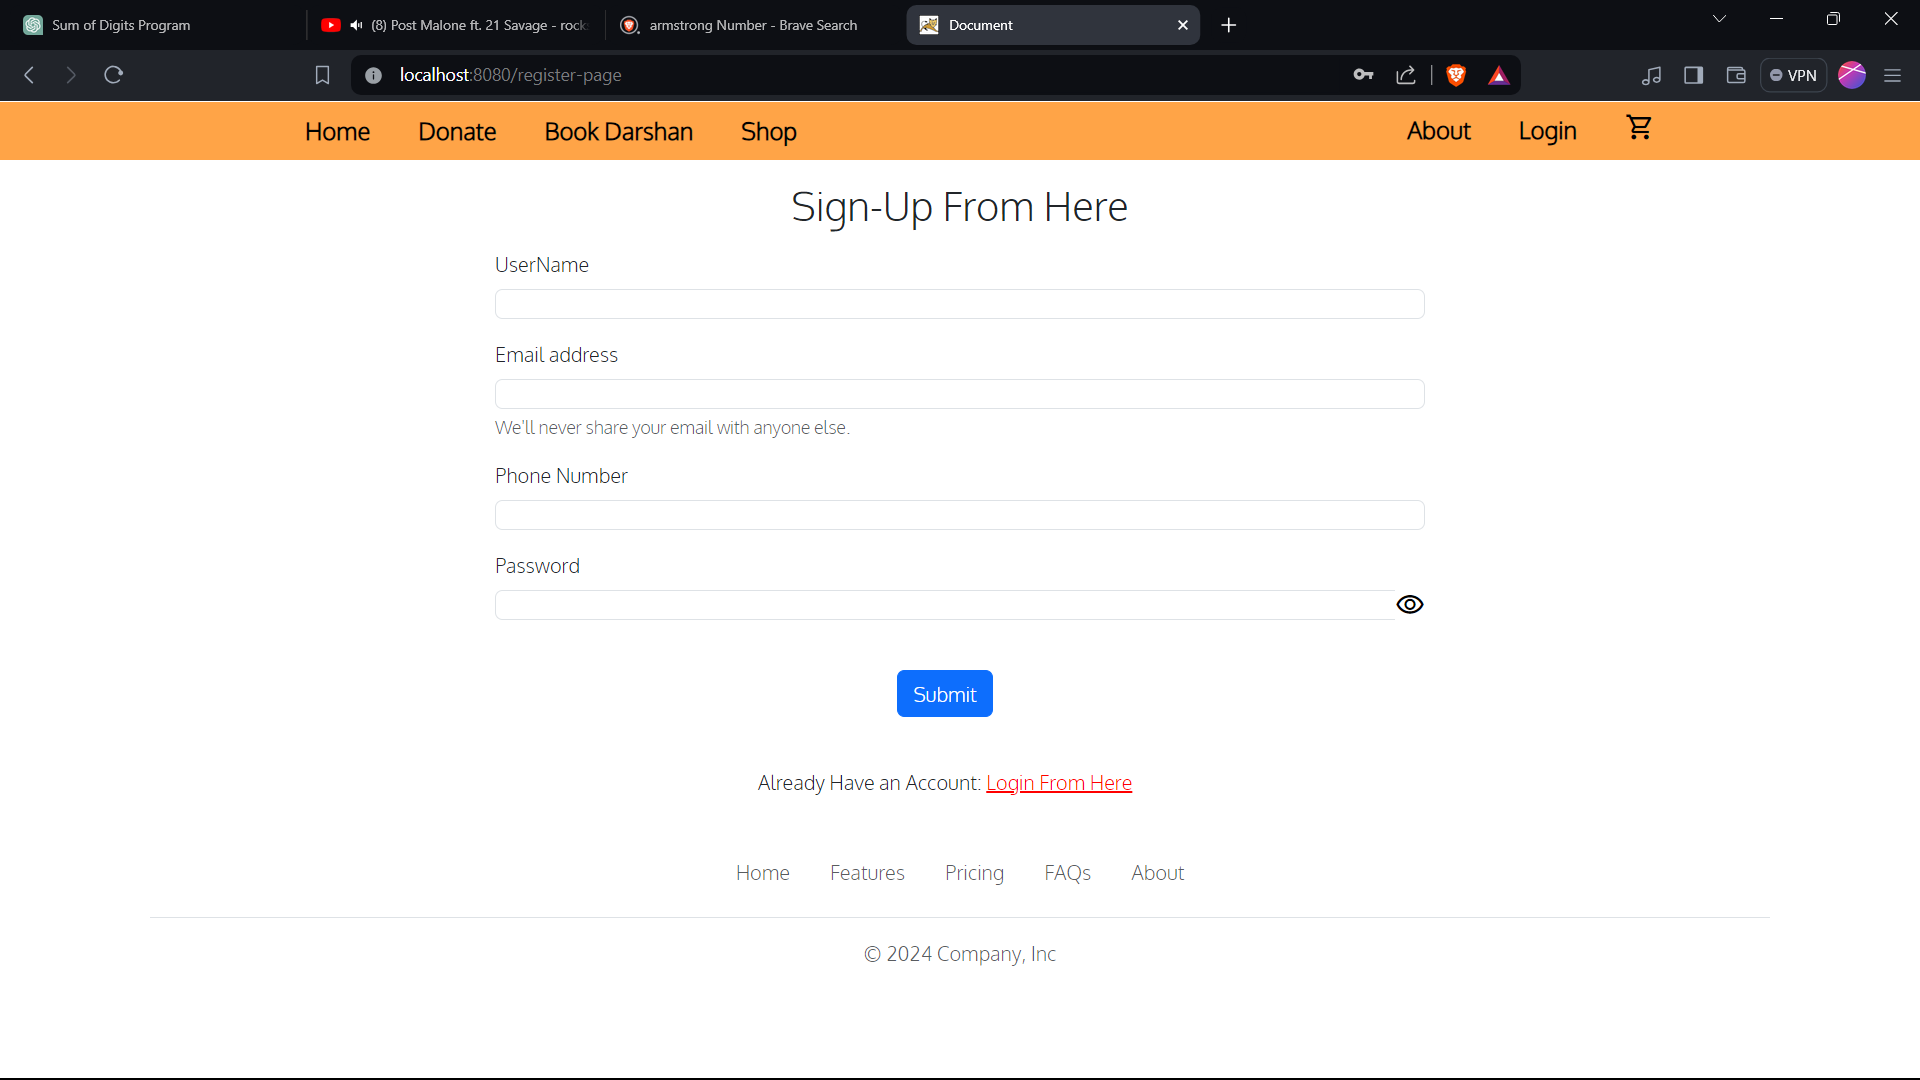 Sum of Digits Program
(8) Post Malone ft. 21 Savage - rock
armstrong Number - Brave Search
Document
localhost:8080/register-page
VPN
Home Donate Book Darshan Shop About Login
Sign-Up From Here
UserName
Email address
We'll never share your email with anyone else.
Phone Number
Password
Submit
Already Have an Account: Login From Here
Home Features Pricing FAQs About
© 2024 Company, Inc